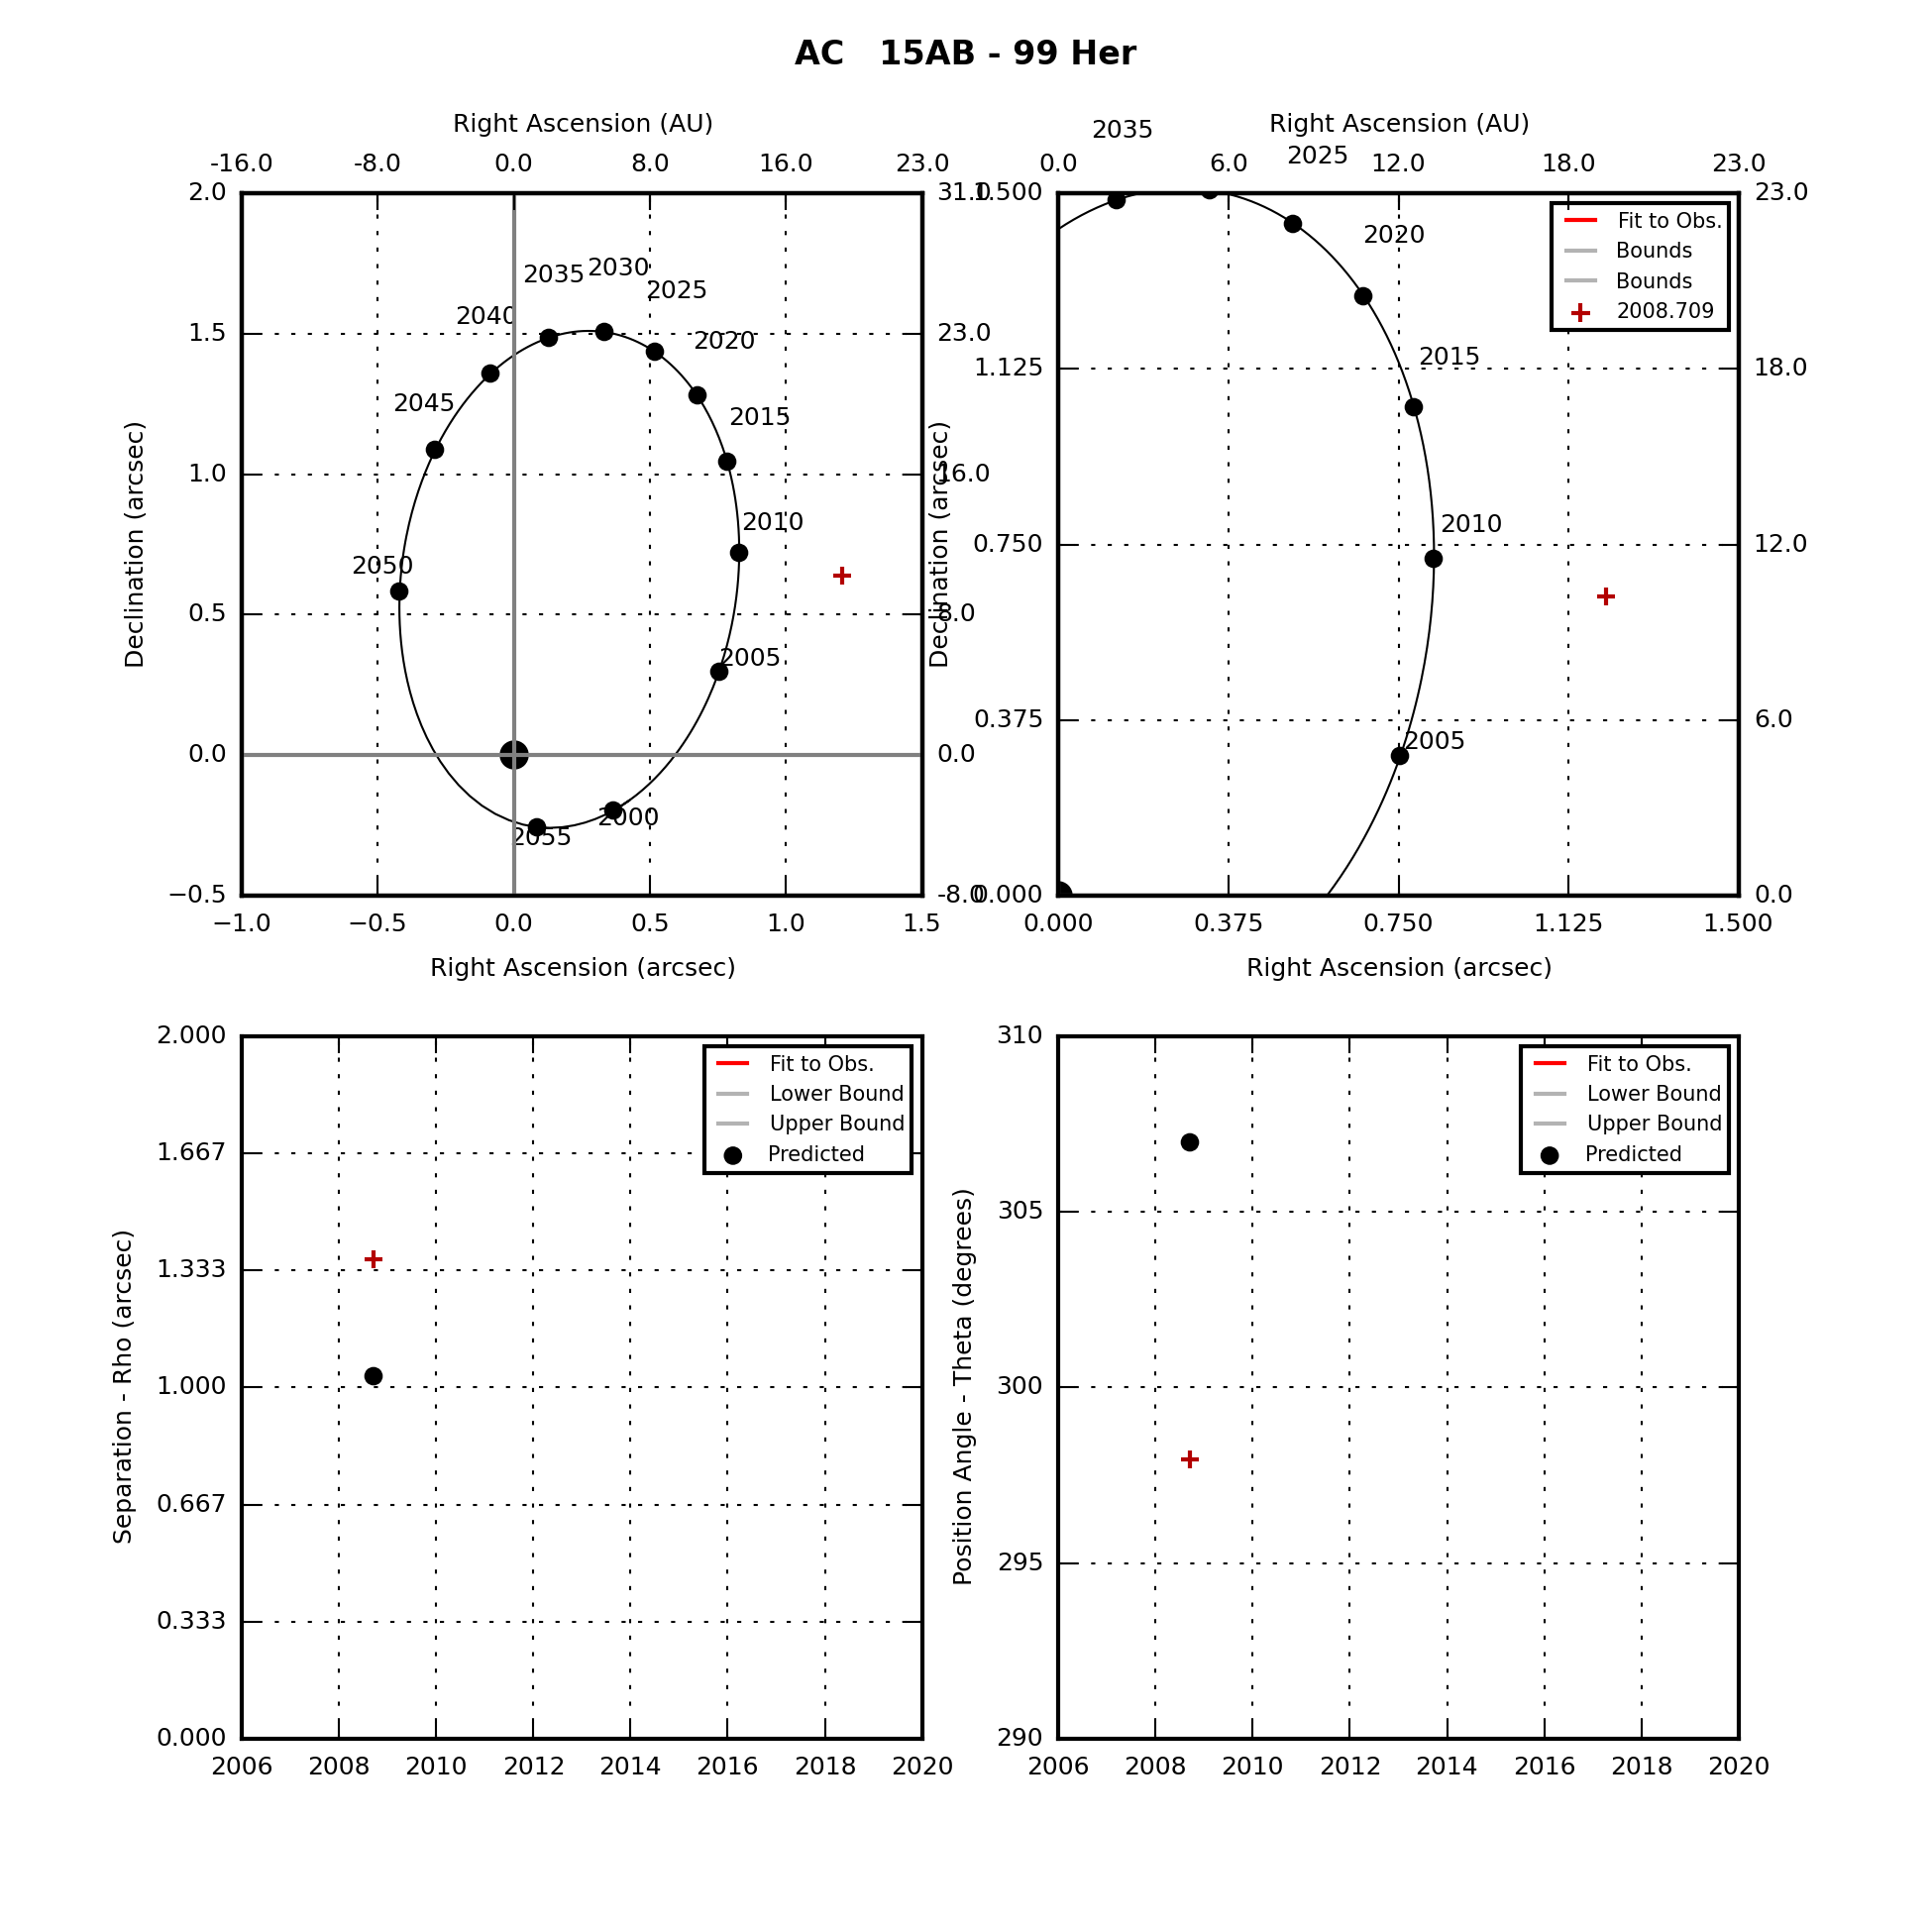 AC   15AB - 99 Her
Right Ascension (AU)
-16.0 -8.0 0.0 8.0 16.0 23.0
2.0 31.0
2035 2030
2025
2040
1.5 23.0
2020
2045
2015
1.0 16.0
2010
2050
0.5 8.0
2005
0.0 0.0
2000
2055
−0.5 -8.0
−1.0 −0.5 0.0 0.5 1.0 1.5
Declination (arcsec)
Right Ascension (arcsec)
2035 Right Ascension (AU)
0.0 6.0 2025 12.0 18.0 23.0
1.500 23.0
Fit to Obs.
2020
Bounds
Bounds
2008.709
2015
1.125 18.0
2010
0.750 12.0
2005
0.375 6.0
0.000 0.0
0.000 0.375 0.750 1.125 1.500
Declination (arcsec)
Right Ascension (arcsec)
2.000
Fit to Obs.
Lower Bound
Upper Bound
Predicted
1.667
1.333
1.000
0.667
0.333
0.000
2006 2008 2010 2012 2014 2016 2018 2020
Separation - Rho (arcsec)
310
Fit to Obs.
Lower Bound
Upper Bound
Predicted
305
300
295
290
2006 2008 2010 2012 2014 2016 2018 2020
Position Angle - Theta (degrees)